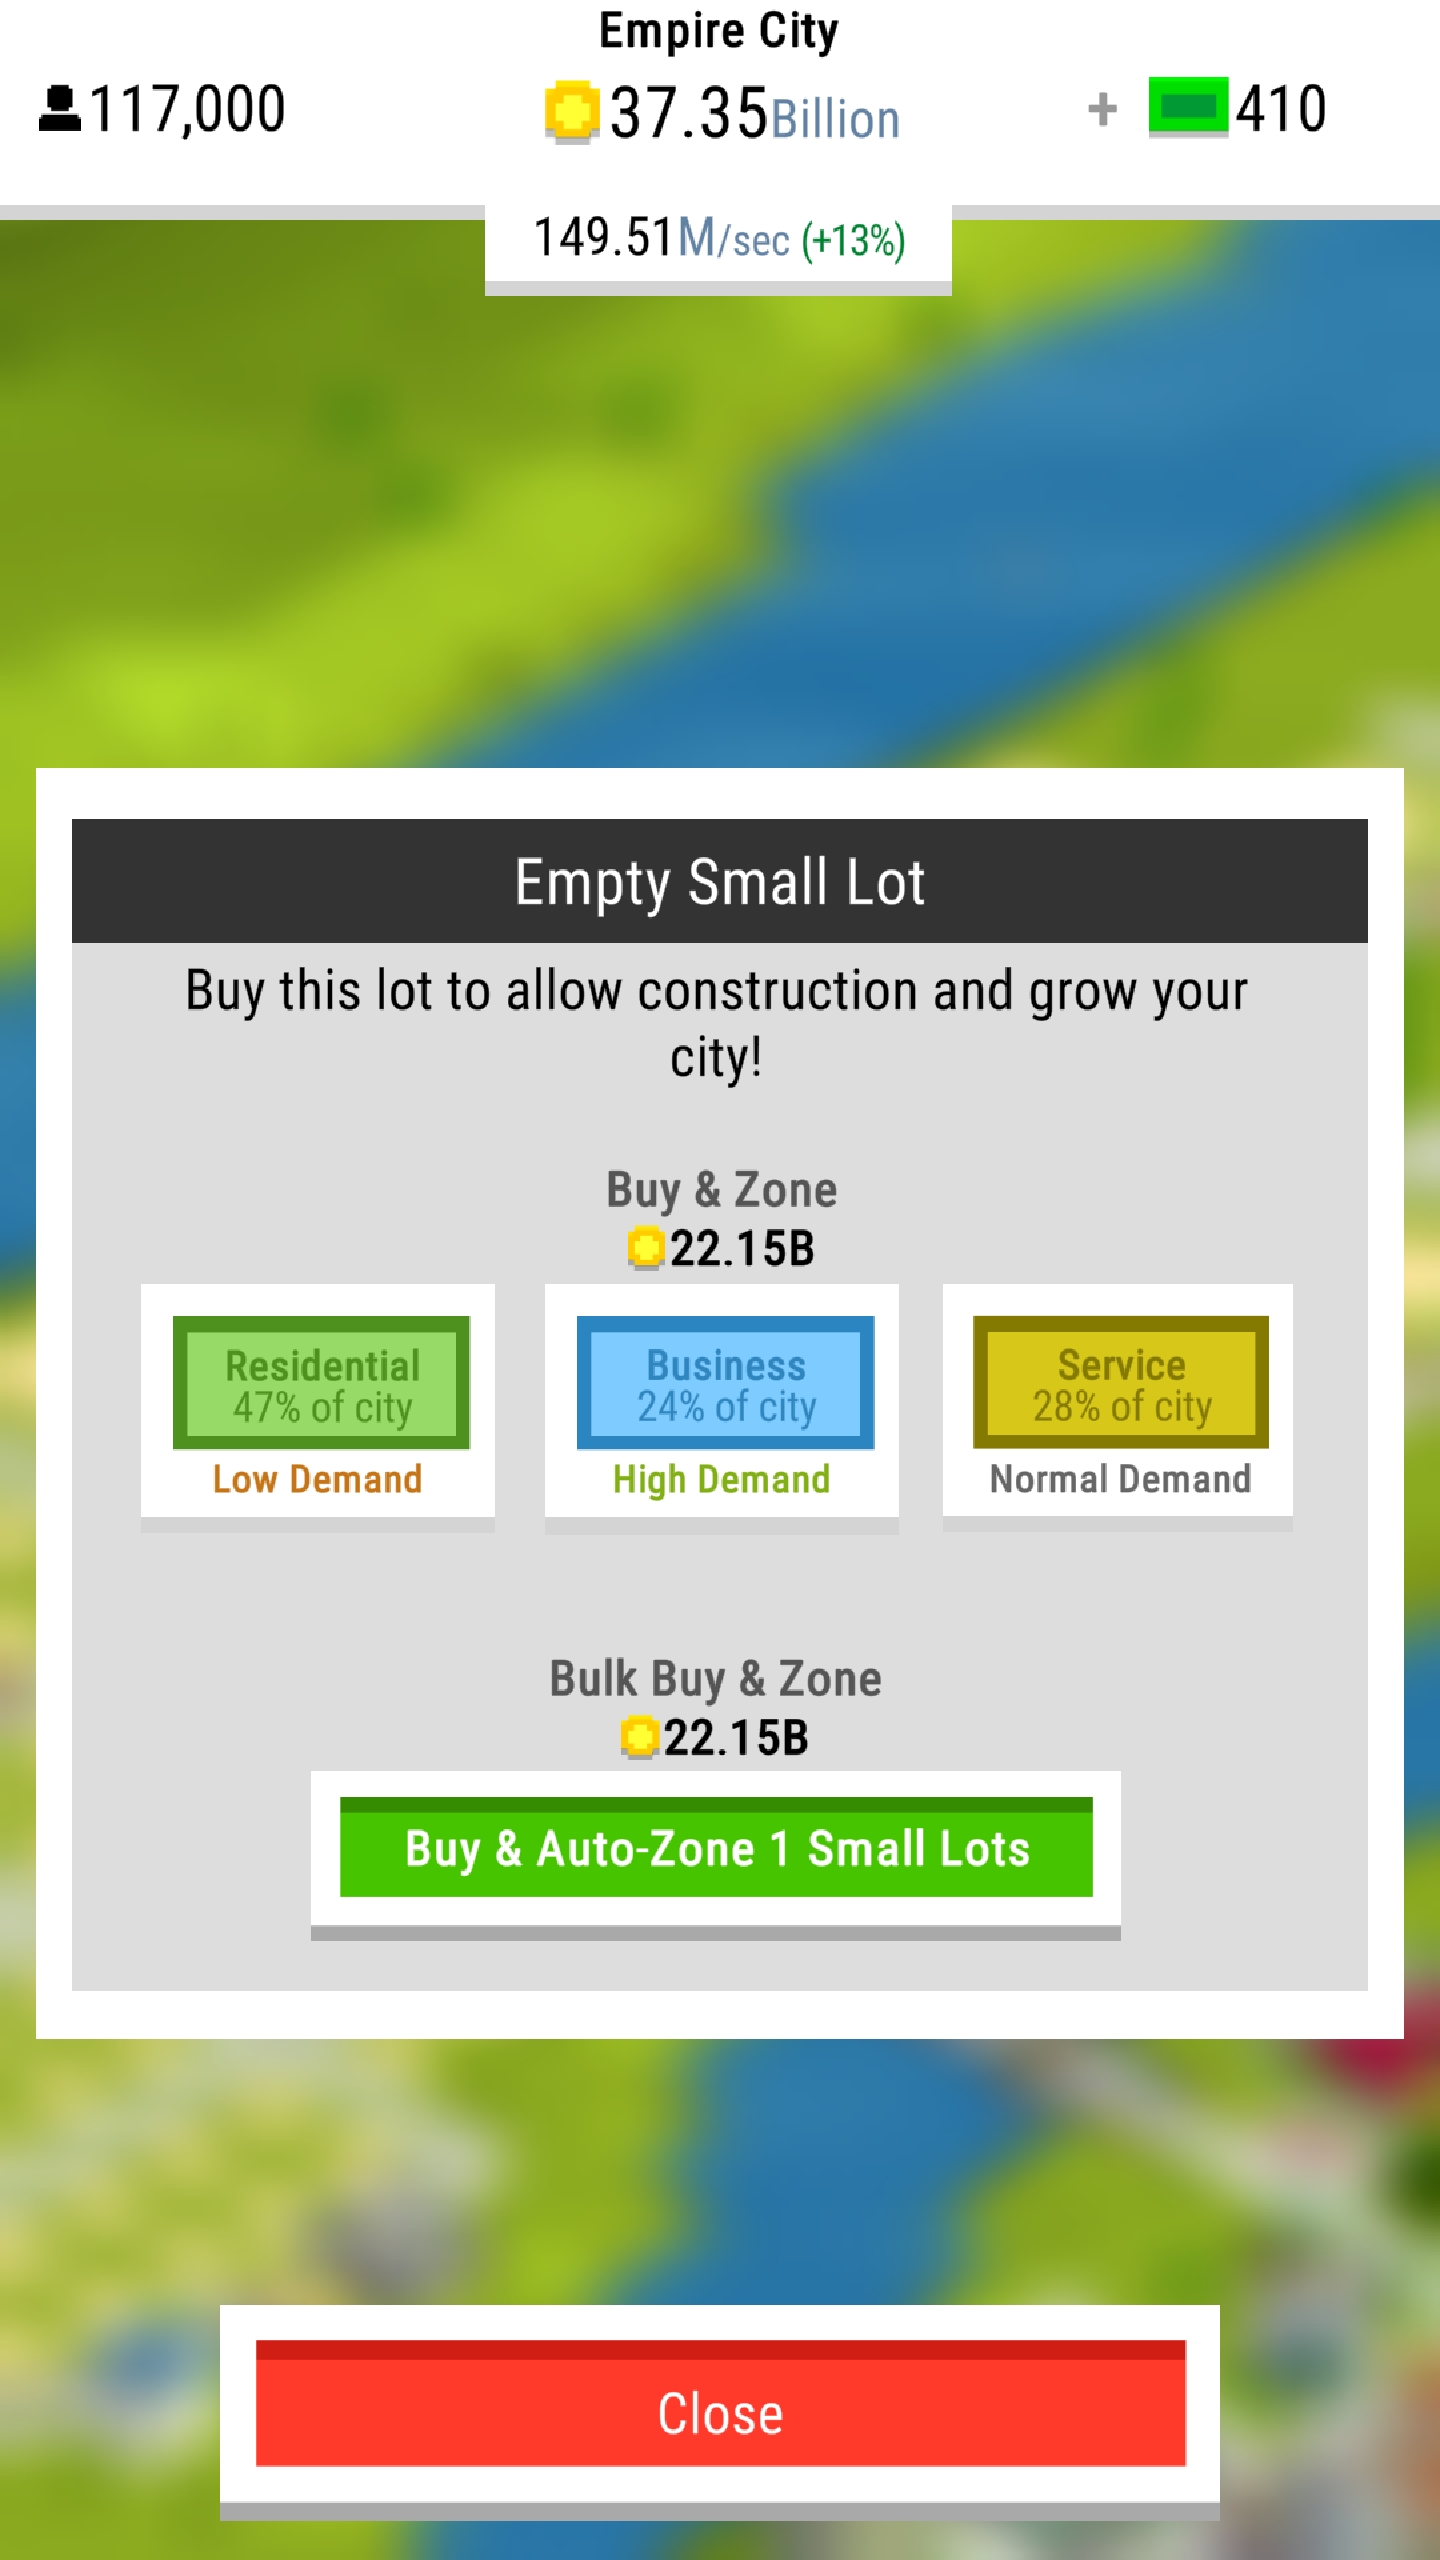 Empire City
117,000
37.35Billion
+ 410
149.51M/sec (+13%)
Empty Small Lot
Buy this lot to allow construction and grow your
city!
Buy & Zone
22.15B
Residential
47% of city
Low Demand
Business
24% of city
High Demand
Service
28% of city
Normal Demand
Bulk Buy & Zone
22.15B
Buy & Auto-Zone 1 Small Lots
Close